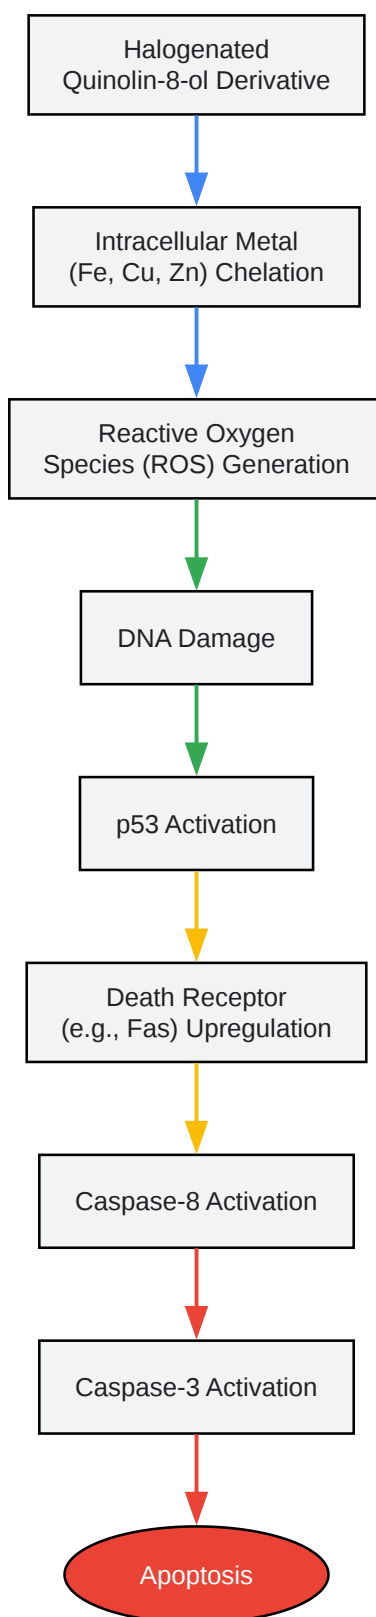 Halogenated
Quinolin-8-ol Derivative
Intracellular Metal
(Fe, Cu, Zn) Chelation
Reactive Oxygen
Species (ROS) Generation
DNA Damage
p53 Activation
Death Receptor
(e.g., Fas) Upregulation
Caspase-8 Activation
Caspase-3 Activation
Apoptosis